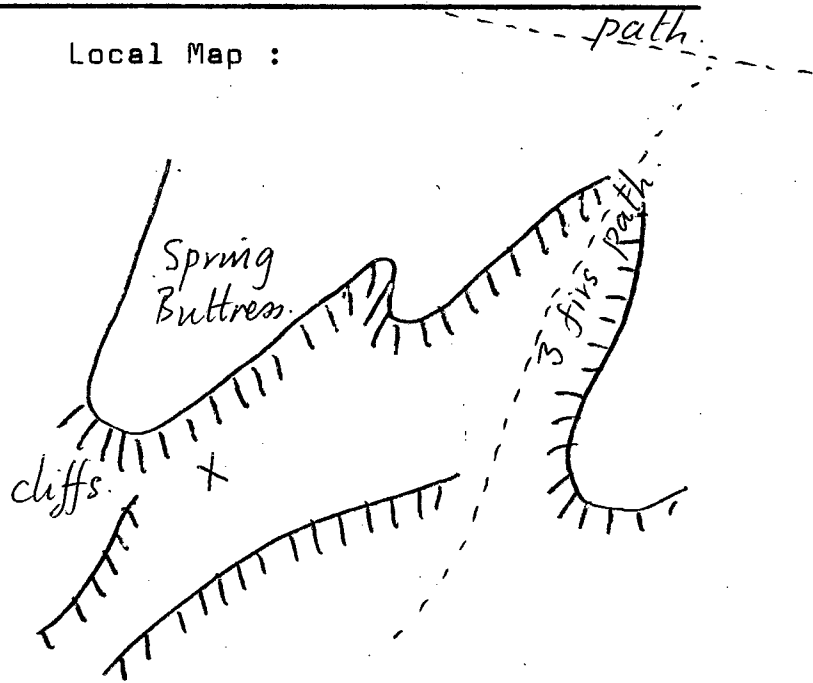 path.
Local Map :
Spring
Buttress.
3 firs path.
cliffs.
X